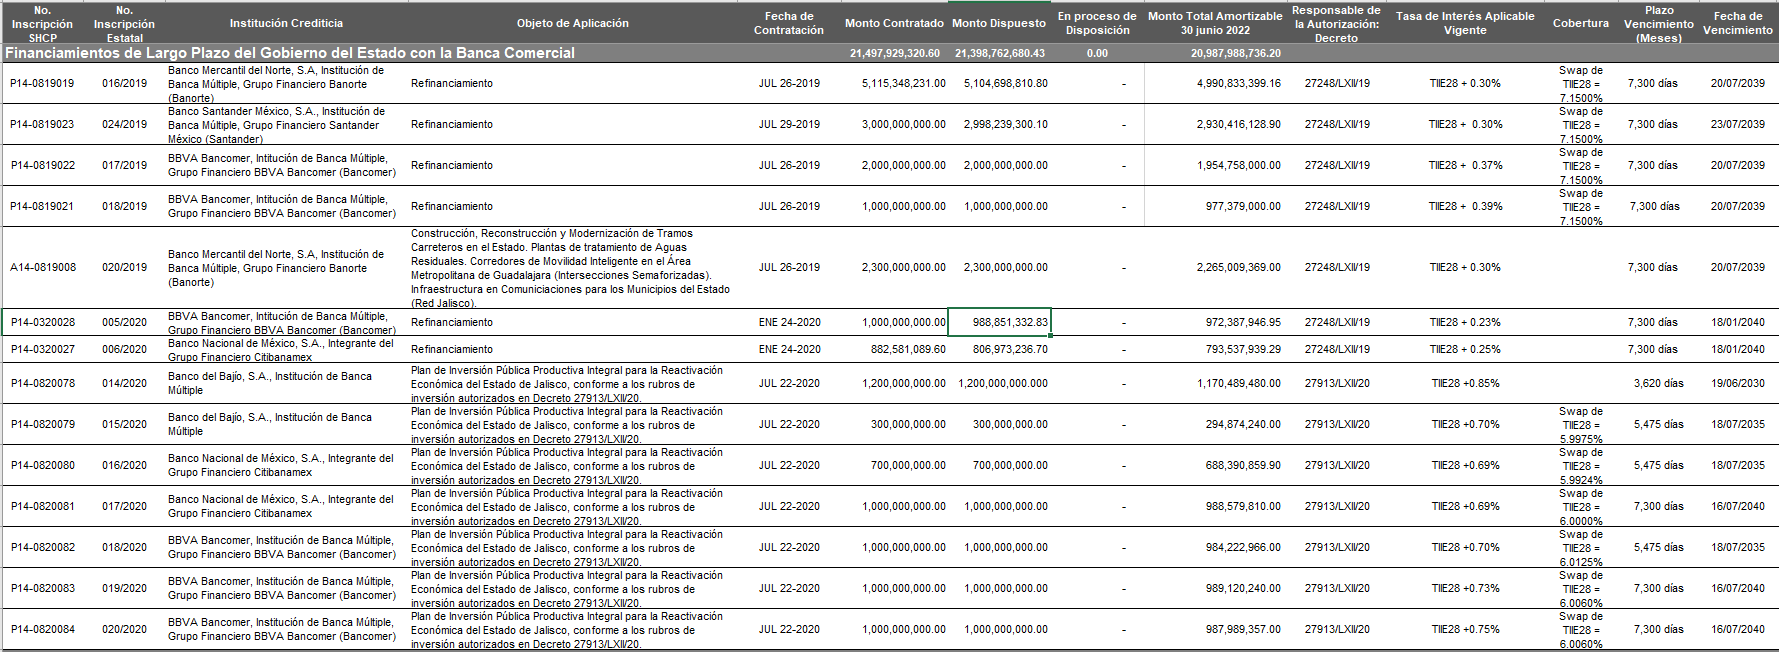 No. Inscripción SHCP | No. Inscripción Estatal | Institución Crediticia | Objeto de Aplicación | Fecha de Contratación | Monto Contratado | Monto Dispuesto | En proceso de Disposición | Monto Total Amortizable 30 junio 2022 | Responsable de la Autorización: Decreto | Tasa de Interés Aplicable Vigente | Cobertura | Plazo Vencimiento (Meses) | Fecha de Vencimiento
Financiamientos de Largo Plazo del Gobierno del Estado con la Banca Comercial | 21,497,929,320.60 | 21,398,762,680.43 | 0.00 | 20,987,988,736.20
P14-0819019 | 016/2019 | Banco Mercantil del Norte, S.A, Institución de Banca Múltiple, Grupo Financiero Banorte (Banorte) | Refinanciamiento | JUL 26-2019 | 5,115,348,231.00 | 5,104,698,810.80 | - | 4,990,833,399.16 | 27248/LXII/19 | TIIE28 + 0.30% | Swap de TIIE28 = 7.1500% | 7,300 días | 20/07/2039
P14-0819023 | 024/2019 | Banco Santander México, S.A., Institución de Banca Múltiple, Grupo Financiero Santander México (Santander) | Refinanciamiento | JUL 29-2019 | 3,000,000,000.00 | 2,998,239,300.10 | - | 2,930,416,128.90 | 27248/LXII/19 | TIIE28 + 0.30% | Swap de TIIE28 = 7.1500% | 7,300 días | 23/07/2039
P14-0819022 | 017/2019 | BBVA Bancomer, Intitución de Banca Múltiple, Grupo Financiero BBVA Bancomer (Bancomer) | Refinanciamiento | JUL 26-2019 | 2,000,000,000.00 | 2,000,000,000.00 | - | 1,954,758,000.00 | 27248/LXII/19 | TIIE28 + 0.37% | Swap de TIIE28 = 7.1500% | 7,300 días | 20/07/2039
P14-0819021 | 018/2019 | BBVA Bancomer, Intitución de Banca Múltiple, Grupo Financiero BBVA Bancomer (Bancomer) | Refinanciamiento | JUL 26-2019 | 1,000,000,000.00 | 1,000,000,000.00 | - | 977,379,000.00 | 27248/LXII/19 | TIIE28 + 0.39% | Swap de TIIE28 = 7.1500% | 7,300 días | 20/07/2039
A14-0819008 | 020/2019 | Banco Mercantil del Norte, S.A, Institución de Banca Múltiple, Grupo Financiero Banorte (Banorte) | Construcción, Reconstrucción y Modernización de Tramos Carreteros en el Estado. Plantas de tratamiento de Aguas Residuales. Corredores de Movilidad Inteligente en el Área Metropolitana de Guadalajara (Intersecciones Semaforizadas). Infraestructura en Comuniciaciones para los Municipios del Estado (Red Jalisco). | JUL 26-2019 | 2,300,000,000.00 | 2,300,000,000.00 | - | 2,265,009,369.00 | 27248/LXII/19 | TIIE28 + 0.30% | 7,300 días | 20/07/2039
P14-0320028 | 005/2020 | BBVA Bancomer, Intitución de Banca Múltiple, Grupo Financiero BBVA Bancomer (Bancomer) | Refinanciamiento | ENE 24-2020 | 1,000,000,000.00 | 988,851,332.83 | - | 972,387,946.95 | 27248/LXII/19 | TIIE28 + 0.23% | 7,300 días | 18/01/2040
P14-0320027 | 006/2020 | Banco Nacional de México, S.A., Integrante del Grupo Financiero Citibanamex | Refinanciamiento | ENE 24-2020 | 882,581,089.60 | 806,973,236.70 | - | 793,537,939.29 | 27248/LXII/19 | TIIE28 + 0.25% | 7,300 días | 18/01/2040
P14-0820078 | 014/2020 | Banco del Bajío, S.A., Institución de Banca Múltiple | Plan de Inversión Pública Productiva Integral para la Reactivación Económica del Estado de Jalisco, conforme a los rubros de inversión autorizados en Decreto 27913/LXII/20. | JUL 22-2020 | 1,200,000,000.00 | 1,200,000,000.000 | - | 1,170,489,480.00 | 27913/LXII/20 | TIIE28 +0.85% | 3,620 días | 19/06/2030
P14-0820079 | 015/2020 | Banco del Bajío, S.A., Institución de Banca Múltiple | Plan de Inversión Pública Productiva Integral para la Reactivación Económica del Estado de Jalisco, conforme a los rubros de inversión autorizados en Decreto 27913/LXII/20. | JUL 22-2020 | 300,000,000.00 | 300,000,000.00 | - | 294,874,240.00 | 27913/LXII/20 | TIIE28 +0.70% | Swap de TIIE28 = 5.9975% | 5,475 días | 18/07/2035
P14-0820080 | 016/2020 | Banco Nacional de México, S.A., Integrante del Grupo Financiero Citibanamex | Plan de Inversión Pública Productiva Integral para la Reactivación Económica del Estado de Jalisco, conforme a los rubros de inversión autorizados en Decreto 27913/LXII/20. | JUL 22-2020 | 700,000,000.00 | 700,000,000.00 | - | 688,390,859.90 | 27913/LXII/20 | TIIE28 +0.69% | Swap de TIIE28 = 5.9924% | 5,475 días | 18/07/2035
P14-0820081 | 017/2020 | Banco Nacional de México, S.A., Integrante del Grupo Financiero Citibanamex | Plan de Inversión Pública Productiva Integral para la Reactivación Económica del Estado de Jalisco, conforme a los rubros de inversión autorizados en Decreto 27913/LXII/20. | JUL 22-2020 | 1,000,000,000.00 | 1,000,000,000.00 | - | 988,579,810.00 | 27913/LXII/20 | TIIE28 +0.69% | Swap de TIIE28 = 6.0000% | 7,300 días | 16/07/2040
P14-0820082 | 018/2020 | BBVA Bancomer, Institución de Banca Múltiple, Grupo Financiero BBVA Bancomer (Bancomer) | Plan de Inversión Pública Productiva Integral para la Reactivación Económica del Estado de Jalisco, conforme a los rubros de inversión autorizados en Decreto 27913/LXII/20. | JUL 22-2020 | 1,000,000,000.00 | 1,000,000,000.00 | - | 984,222,966.00 | 27913/LXII/20 | TIIE28 +0.70% | Swap de TIIE28 = 6.0125% | 5,475 días | 18/07/2035
P14-0820083 | 019/2020 | BBVA Bancomer, Institución de Banca Múltiple, Grupo Financiero BBVA Bancomer (Bancomer) | Plan de Inversión Pública Productiva Integral para la Reactivación Económica del Estado de Jalisco, conforme a los rubros de inversión autorizados en Decreto 27913/LXII/20. | JUL 22-2020 | 1,000,000,000.00 | 1,000,000,000.00 | - | 989,120,240.00 | 27913/LXII/20 | TIIE28 +0.73% | Swap de TIIE28 = 6.0060% | 7,300 días | 16/07/2040
P14-0820084 | 020/2020 | BBVA Bancomer, Institución de Banca Múltiple, Grupo Financiero BBVA Bancomer (Bancomer) | Plan de Inversión Pública Productiva Integral para la Reactivación Económica del Estado de Jalisco, conforme a los rubros de inversión autorizados en Decreto 27913/LXII/20. | JUL 22-2020 | 1,000,000,000.00 | 1,000,000,000.00 | - | 987,989,357.00 | 27913/LXII/20 | TIIE28 +0.75% | Swap de TIIE28 = 6.0060% | 7,300 días | 16/07/2040